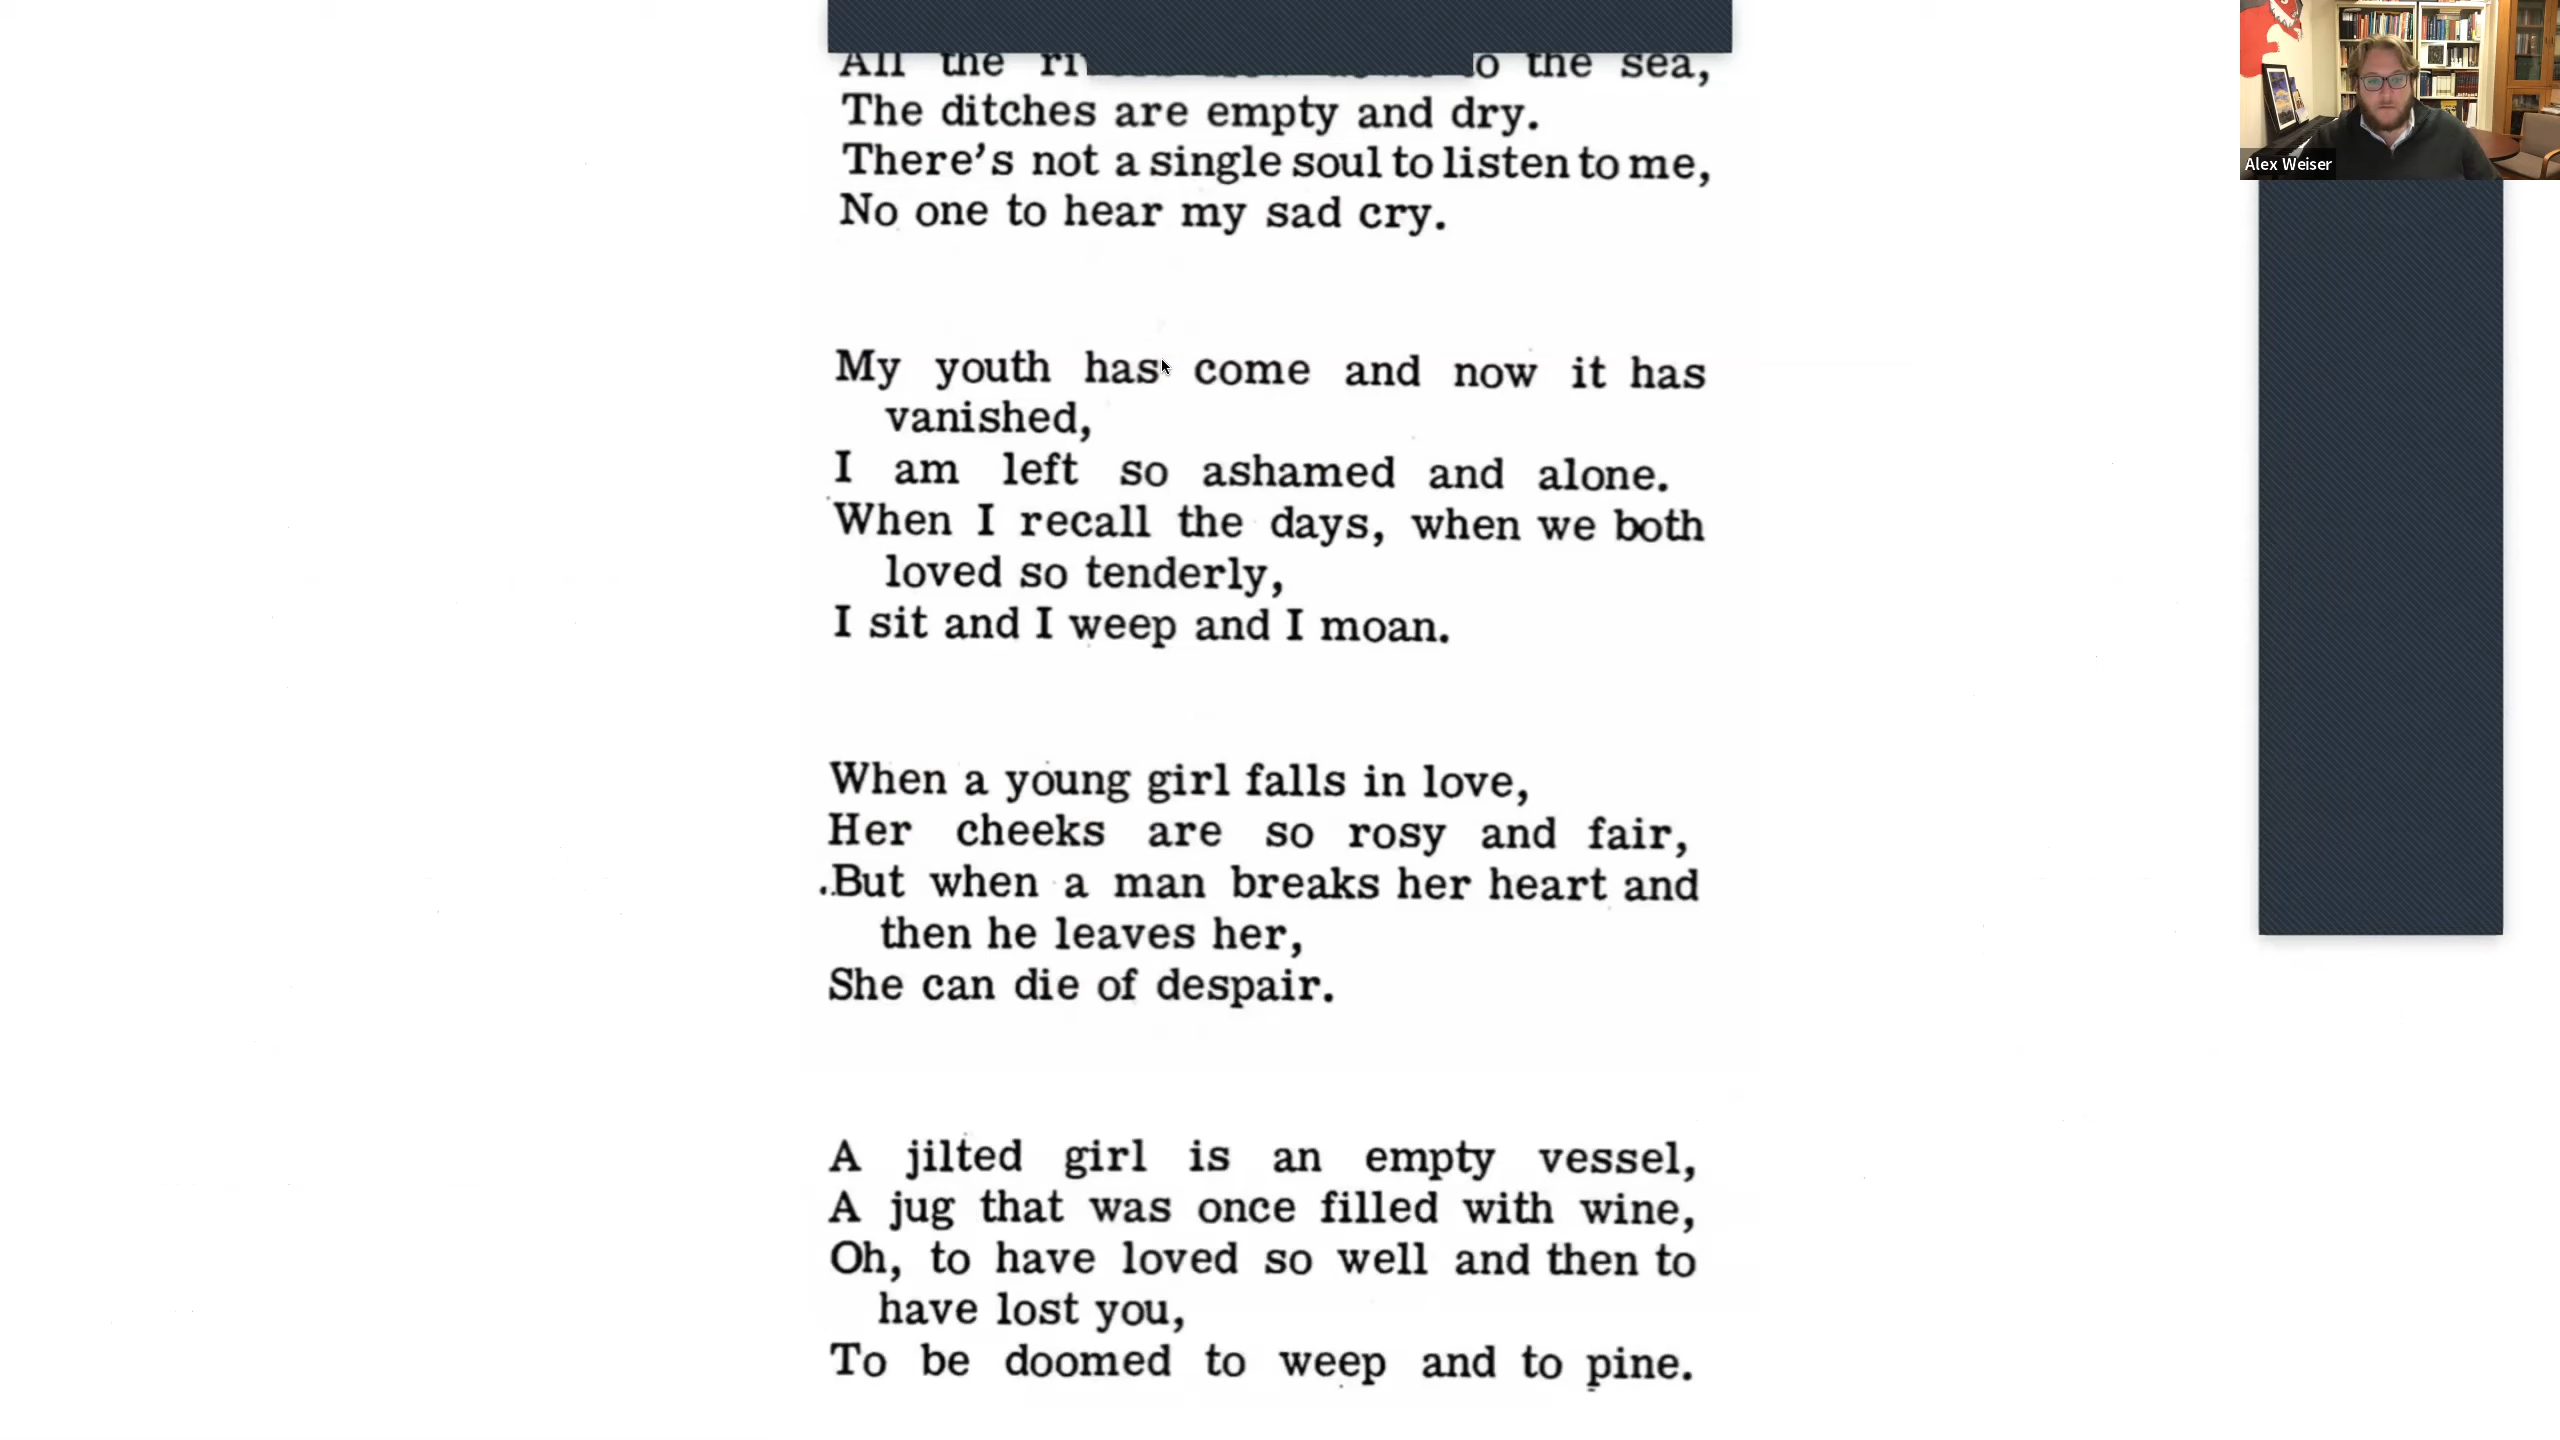 All the to the sea,
The ditches are empty and dry.
There's not a single soul to listen to me,
No one to hear my sad cry.
My youth has come and now it has
vanished,
I am left so ashamed and alone.
When I recall the days, when we both
loved so tenderly,
I sit and I weep and I moan.
When a young girl falls in love,
Her cheeks are so rosy and fair,
But when a man breaks her heart and
then he leaves her,
She can die of despair.
A jilted girl is an empty vessel,
A jug that was once filled with wine,
Oh, to have loved so well and then to
have lost you,
To be doomed to weep and to pine.
Alex Weiser